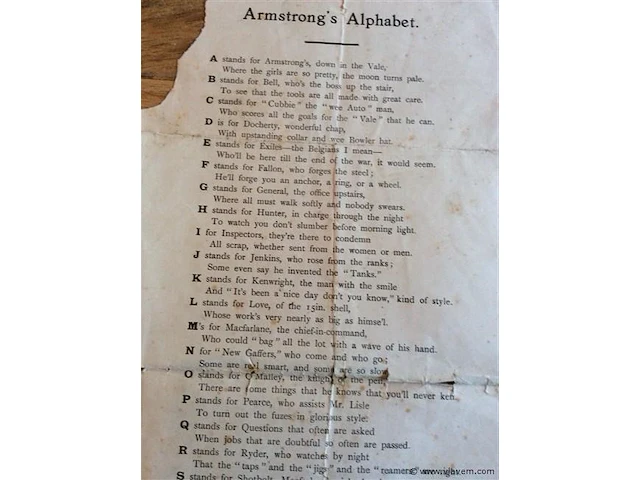 Armstrong's Alphabet.
A stands for Armstrong's, down in the Vale,
Where the girls are so pretty, the moon turns pale.
B stands for Bell, who's the boss up the stair,
To see that the tools are all made with great care.
C stands for "Cubbie" the "wee Auto" man,
Who scores all the goals for the "Vale" that he can.
D is for Docherty, wonderful chap,
With upstanding collar and wee Bowler hat.
E stands for Exiles—the Belgians I mean—
Who'll be here till the end of the war, it would seem.
F stands for Fallon, who forges the steel;
He'll forge you an anchor, a ring, or a wheel.
G stands for General, the office upstairs,
Where all must walk softly and nobody swears.
H stands for Hunter, in charge through the night
To watch you don't slumber before morning light.
I is for Inspectors, they're there to condemn
All scrap, whether sent from the women or men.
J stands for Jenkins, who rose from the ranks;
Some even say he invented the "Tanks."
K stands for Kenwright, the man with the smile
And "It's been a nice day don't you know," kind of style.
L stands for Love, of the 15in. shell,
Whose work's very nearly as big as himse'l.
M's for Macfarlane, the chief-in-command,
Who could "bag" all the lot with a wave of his hand.
N for "New Gaffers," who come and who go;
Some are real smart, and some are so slow
O stands for O'Malley, the knight of the pen,
There are some things that he knows that you'll never ken.
P stands for Pearce, who assists Mr. Lisle
To turn out the fuzes in glorious style.
Q stands for Questions that often are asked
When jobs that are doubtful so often are passed.
R stands for Ryder, who watches by night
That the "taps" and the "jigs" and the "reamers"
S stands for
© www.vlavem.com